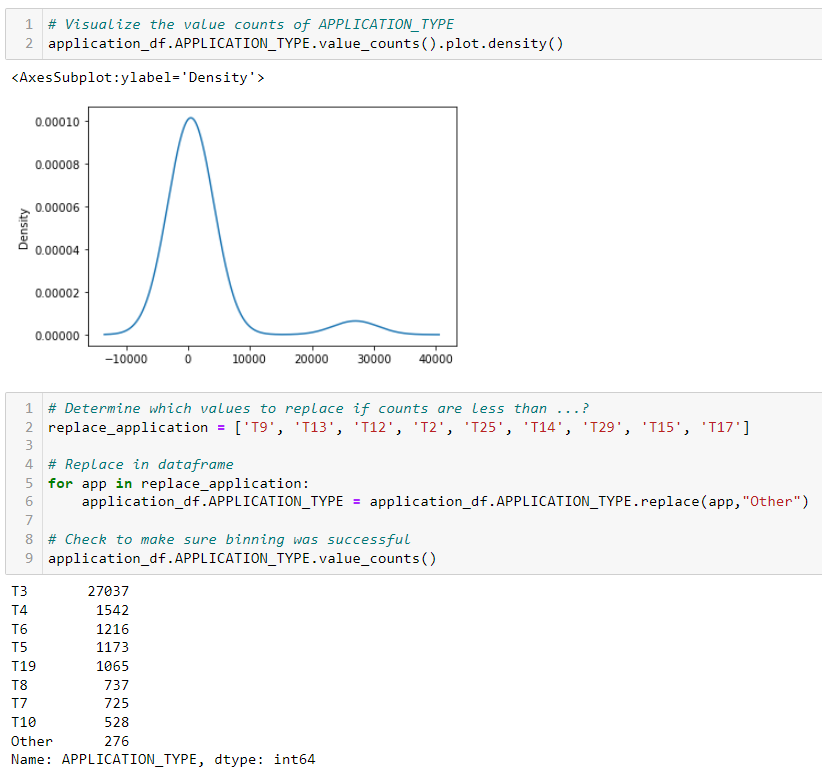 1 # Visualize the value counts of APPLICATION_TYPE
2 application_df.APPLICATION_TYPE.value_counts().plot.density()
<AxesSubplot:ylabel='Density'>
0.00010
0.00008
0.00006
0.00004
0.00002
0.00000
Density
−10000 0 10000 20000 30000 40000
1 # Determine which values to replace if counts are less than ...?
2 replace_application = ['T9', 'T13', 'T12', 'T2', 'T25', 'T14', 'T29', 'T15', 'T17']
3
4 # Replace in dataframe
5 for app in replace_application:
6     application_df.APPLICATION_TYPE = application_df.APPLICATION_TYPE.replace(app,"Other")
7
8 # Check to make sure binning was successful
9 application_df.APPLICATION_TYPE.value_counts()
T3 27037
T4 1542
T6 1216
T5 1173
T19 1065
T8 737
T7 725
T10 528
Other 276
Name: APPLICATION_TYPE, dtype: int64